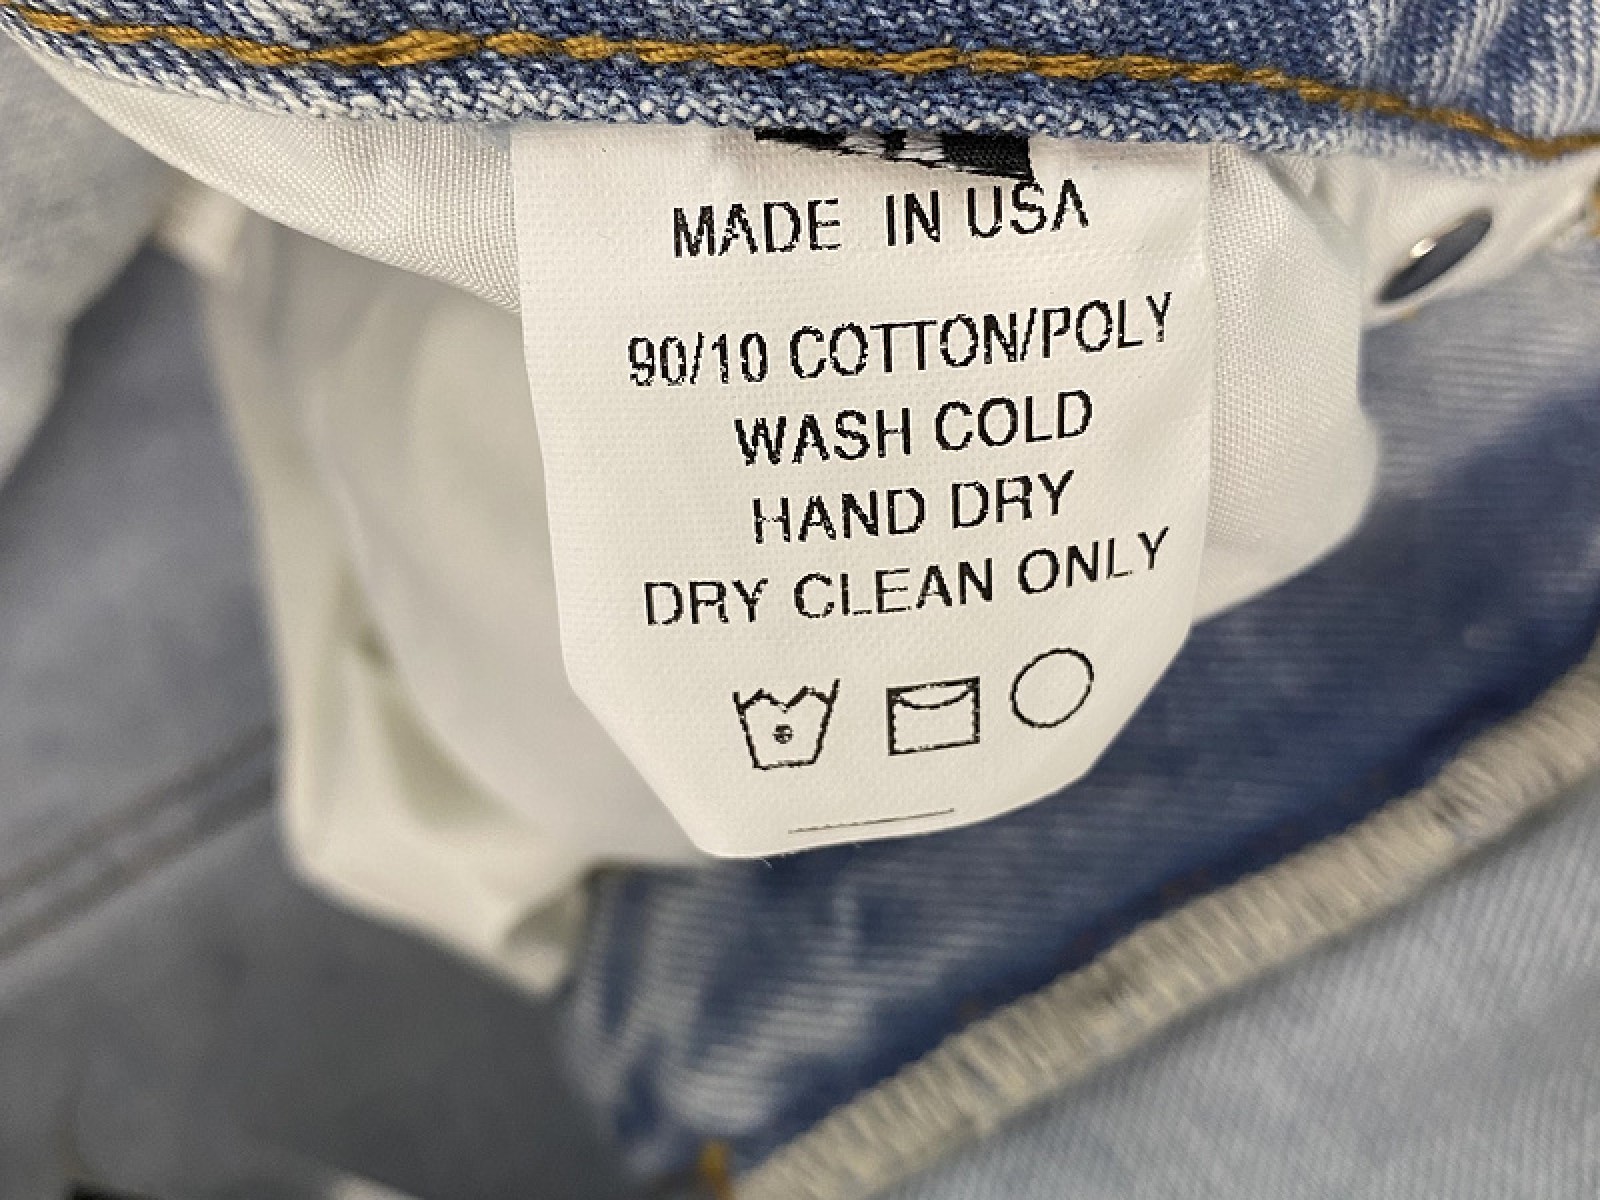 MADE IN USA
90/10 COTTON/POLY
WASH COLD
HAND DRY
DRY CLEAN ONLY